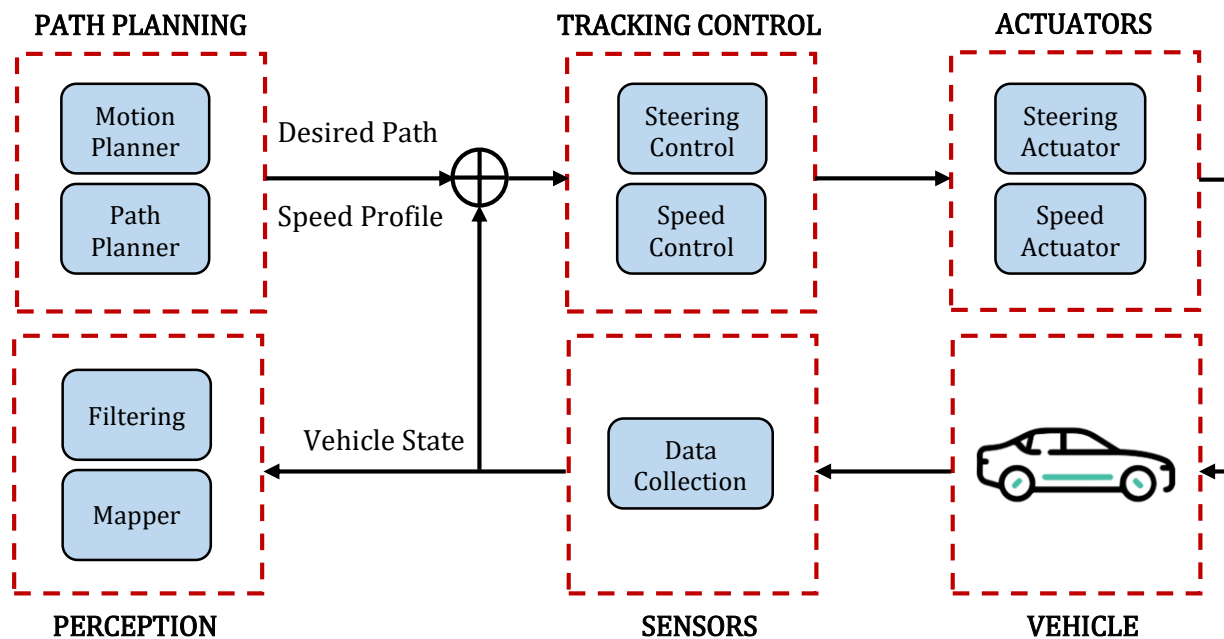 PATH PLANNING
TRACKING CONTROL
ACTUATORS
Motion
Planner
Path
Planner
Desired Path
Speed Profile
Steering
Control
Speed
Control
Steering
Actuator
Speed
Actuator
Filtering
Mapper
Vehicle State
Data
Collection
PERCEPTION
SENSORS
VEHICLE